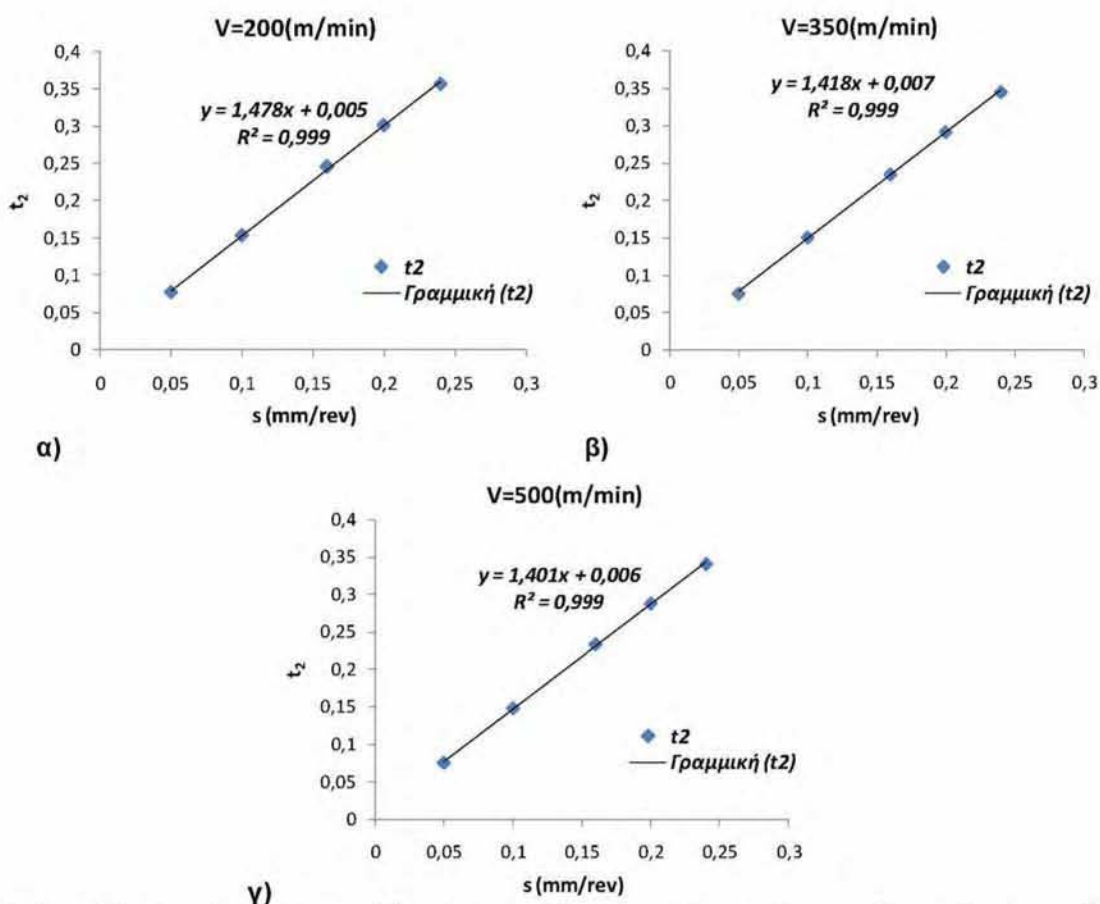 V=200(m/min)
0,4
0,35
0,3
0,25
0,2
0,15
0,1
0,05
0
t2
y = 1,478x + 0,005
R² = 0,999
t2
Γραμμική (t2)
0 0,05 0,1 0,15 0,2 0,25 0,3
s (mm/rev)
α)
V=350(m/min)
0,4
0,35
0,3
0,25
0,2
0,15
0,1
0,05
0
t2
y = 1,418x + 0,007
R² = 0,999
t2
Γραμμική (t2)
0 0,05 0,1 0,15 0,2 0,25 0,3
s (mm/rev)
β)
V=500(m/min)
0,4
0,35
0,3
0,25
0,2
0,15
0,1
0,05
0
t2
y = 1,401x + 0,006
R² = 0,999
t2
Γραμμική (t2)
0 0,05 0,1 0,15 0,2 0,25 0,3
s (mm/rev)
γ)